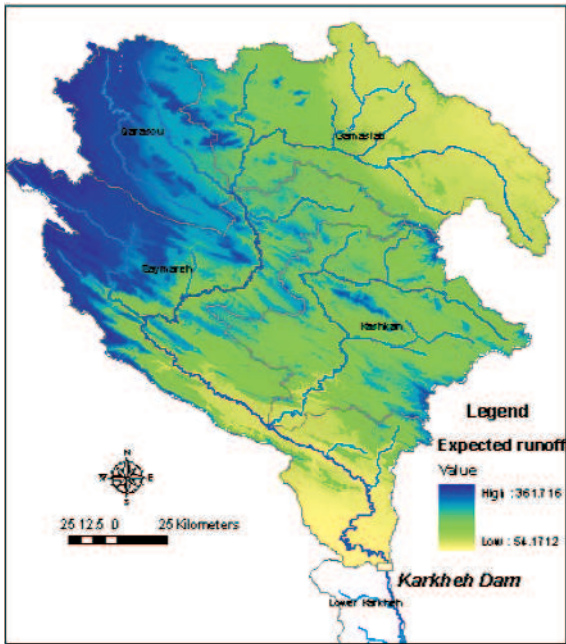 Qarasou
Gamasiab
Saymareh
Kashkan
Legend
Expected runoff
Value
High : 361.716
Low : 54.1712
N
W E
S
25 12.5 0 25 Kilometers
Karkheh Dam
Lower Karkheh